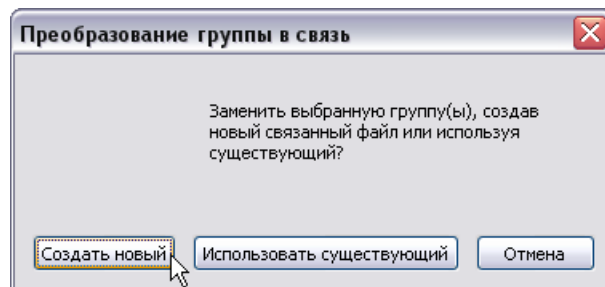 Преобразование группы в связь
Заменить выбранную группу(ы), создав
новый связанный файл или используя
существующий?
Создать новый
Использовать существующий
Отмена